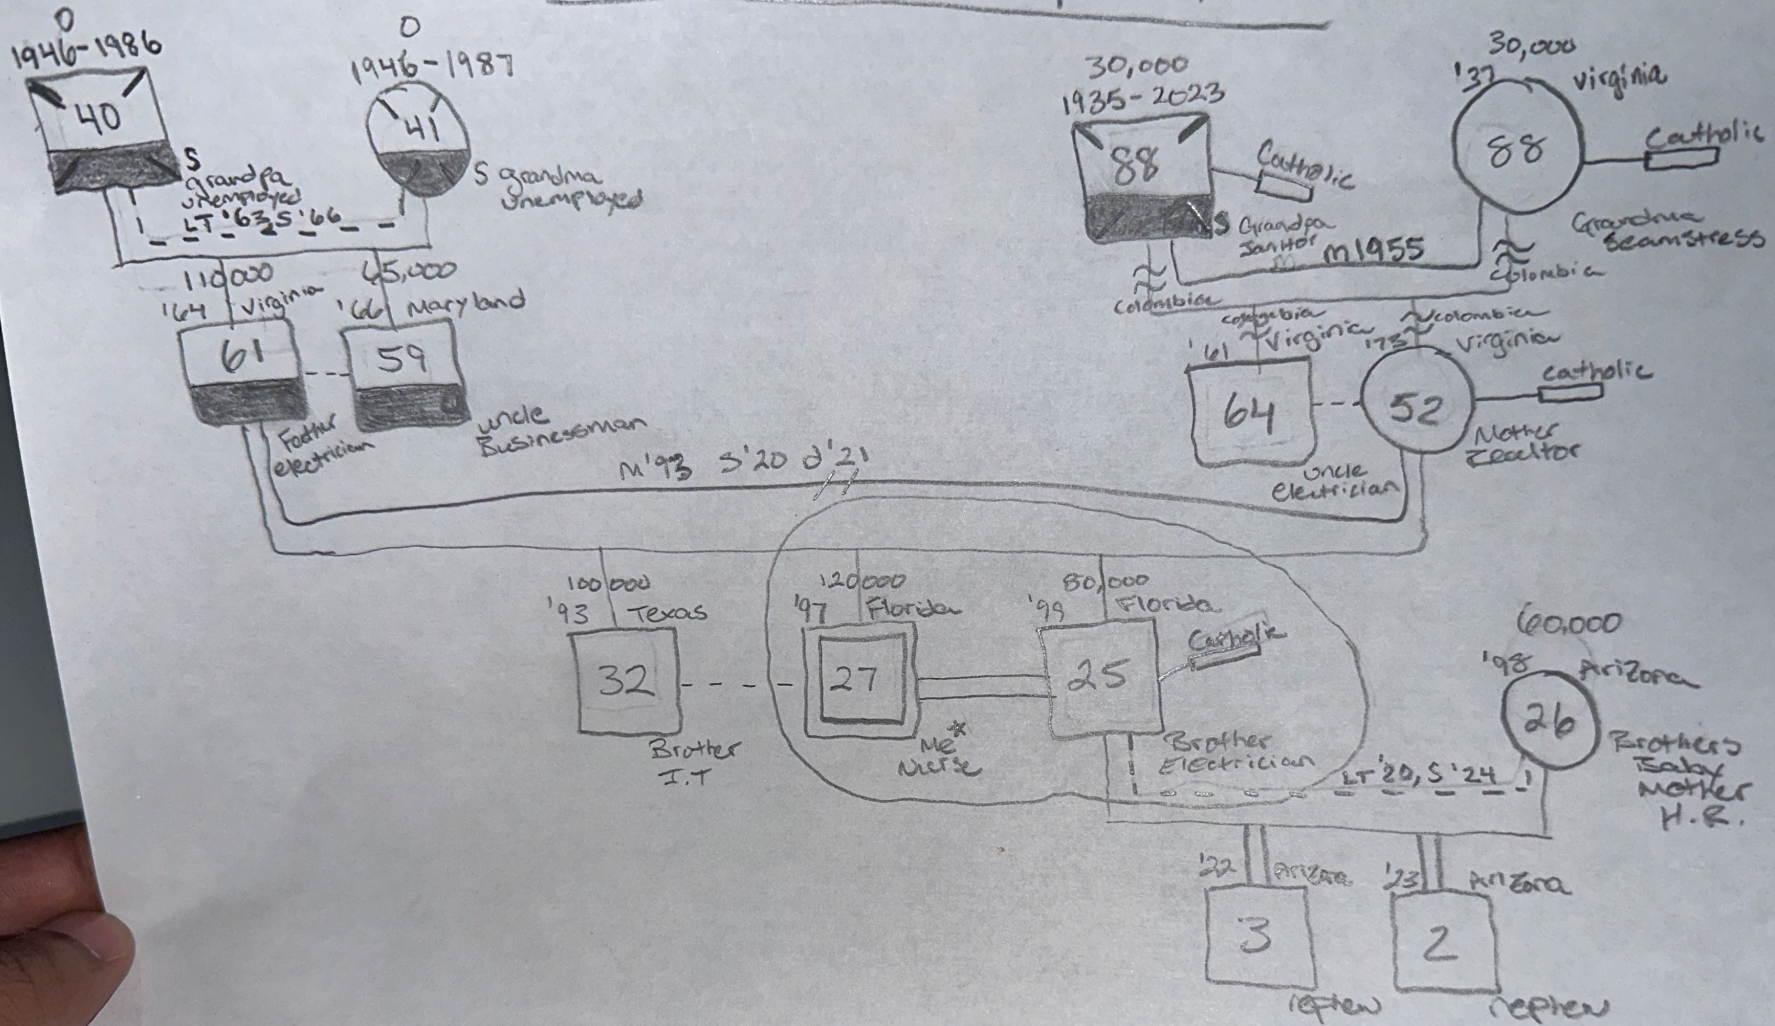 0
1946-1986
40
S
grandpa
unemployed
0
1946-1987
41
S grandma
unemployed
LT '63, S '66
30,000
1935-2023
88
Catholic
S Grandpa
Janitor
30,000
'37 Virginia
88
Catholic
Grandma
Seamstress
m1955
Colombia
Colombia
110,000
'64 Virginia
61
Father
electrician
65,000
'66 Maryland
59
uncle
Businessman
'61 Virginia
64
uncle
electrician
colombia
'73 Virginia
52
catholic
Mother
Realtor
M'93 S'20 d'21
100,000
'93 Texas
32
Brother
I.T
120,000
'97 Florida
27
Me*
Nurse
80,000
'99 Florida
25
Catholic
Brother
Electrician
LT '20, S '24
60,000
'98 Arizona
26
Brothers
Baby
Mother
H.R.
'22 Arizona
3
nephew
'23 Arizona
2
nephew